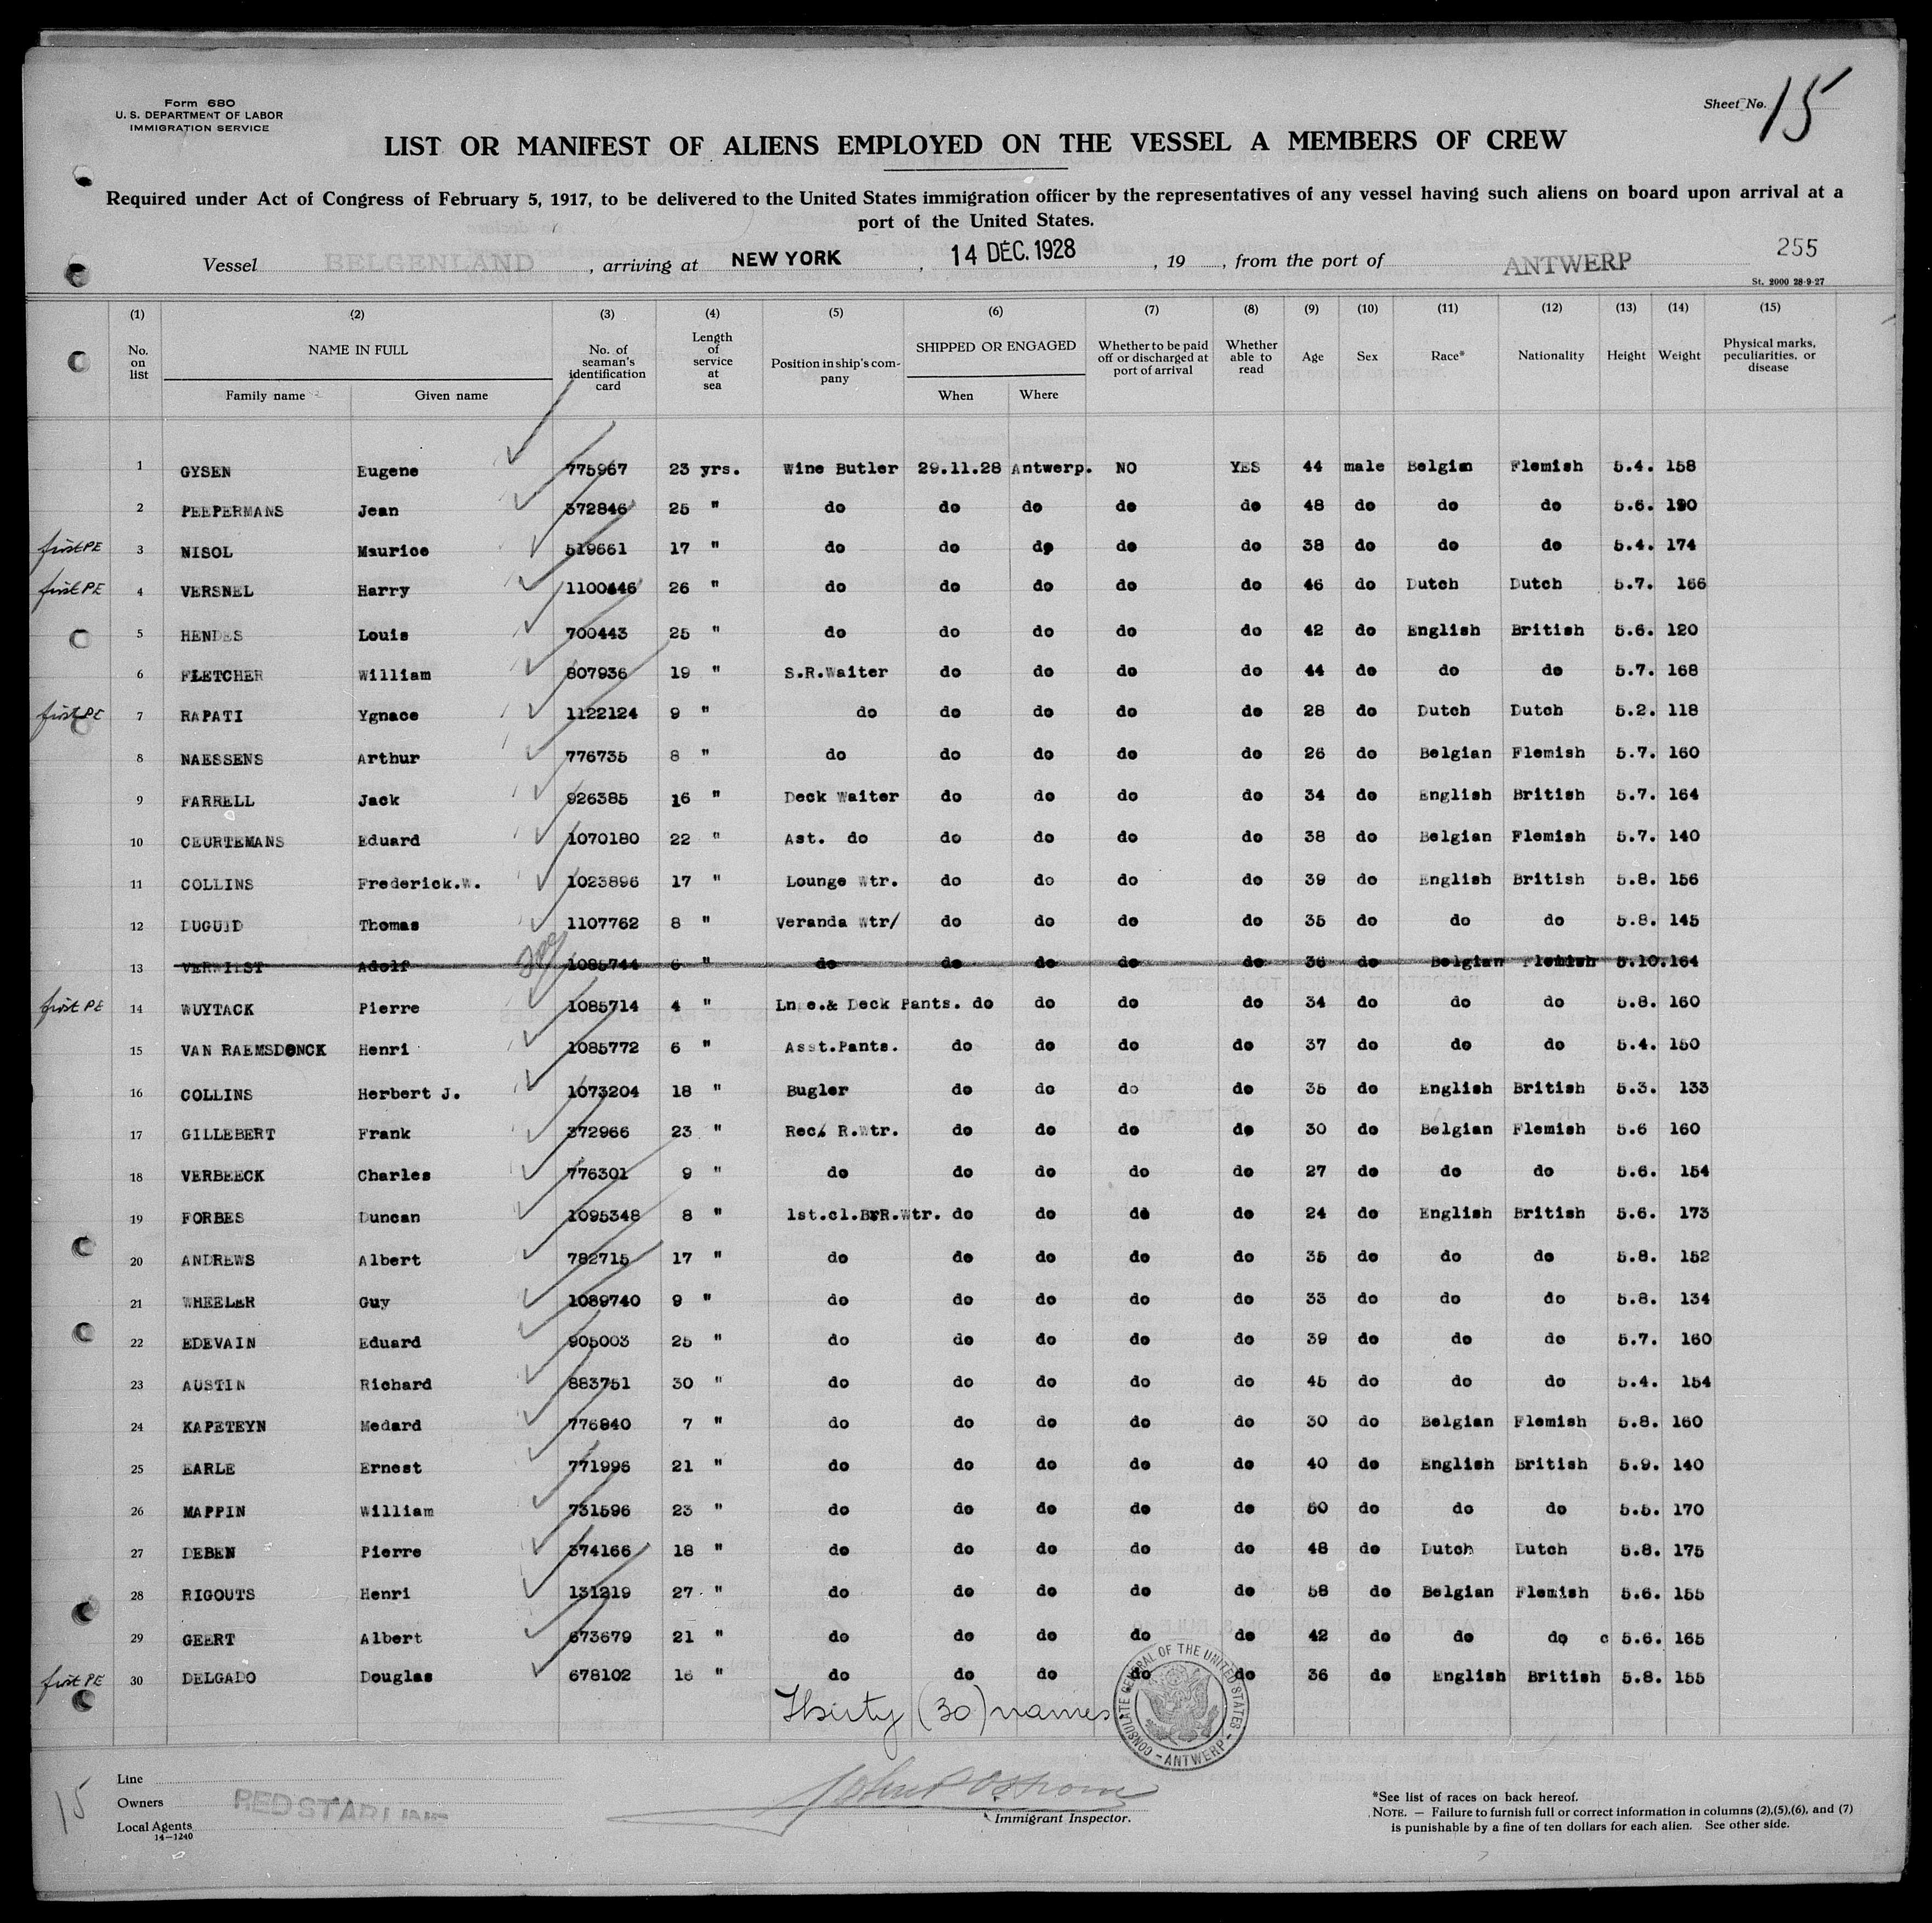 Form 680
U. S. DEPARTMENT OF LABOR
IMMIGRATION SERVICE
Sheet No. 15
LIST OR MANIFEST OF ALIENS EMPLOYED ON THE VESSEL A MEMBERS OF CREW
Required under Act of Congress of February 5, 1917, to be delivered to the United States immigration officer by the representatives of any vessel having such aliens on board upon arrival at a
port of the United States.
Vessel BELGENLAND, arriving at NEW YORK, 14 DEC. 1928, 19 , from the port of ANTWERP 255
St. 2000 28-9-27
(1) (2) (3) (4) (5) (6) (7) (8) (9) (10) (11) (12) (13) (14) (15)
No. on list NAME IN FULL Family name Given name No. of seaman's identification card Length of service at sea Position in ship's company SHIPPED OR ENGAGED When Where Whether to be paid off or discharged at port of arrival Whether able to read Age Sex Race* Nationality Height Weight Physical marks, peculiarities, or disease
1 GYSEN Eugene 775967 23 yrs. Wine Butler 29.11.28 Antwerp. NO YES 44 male Belgian Flemish 5.4. 158
2 PEEPERMANS Jean 372846 25 " do do do do do 48 do do do 5.6. 190
first PE 3 NISOL Maurice 519661 17 " do do do do do 38 do do do 5.4. 174
first PE 4 VERSNEL Harry 1100446 26 " do do do do do 46 do Dutch Dutch 5.7. 166
5 HENDES Louis 700443 25 " do do do do do 42 do English British 5.6. 120
6 FLETCHER William 807936 19 " S.R.Waiter do do do do 44 do do do 5.7. 168
first PE 7 RAPATI Ygnace 1122124 9 " do do do do do 28 do Dutch Dutch 5.2. 118
8 NAESSENS Arthur 776735 8 " do do do do do 26 do Belgian Flemish 5.7. 160
9 FARRELL Jack 926385 16 " Deck Waiter do do do do 34 do English British 5.7. 164
10 CEURTEMANS Eduard 1070180 22 " Ast. do do do do do 38 do Belgian Flemish 5.7. 140
11 COLLINS Frederick.W. 1023896 17 " Lounge Wtr. do do do do 39 do English British 5.8. 156
12 DUGUID Thomas 1107762 8 " Veranda Wtr/ do do do do 35 do do do 5.8. 145
13 VERWILST Adolf 1085744 6 " do do do do do 36 do Belgian Flemish 5.10. 164
first PE 14 WUYTACK Pierre 1085714 4 " Lnge.& Deck Pants. do do do do 34 do do do 5.8. 160
15 VAN RAEMSDONCK Henri 1085772 6 " Asst.Pants. do do do do 37 do do do 5.4. 150
16 COLLINS Herbert J. 1073204 18 " Bugler do do do do 35 do English British 5.3. 133
17 GILLEBERT Frank 372966 23 " Rec. R.Wtr. do do do do 30 do Belgian Flemish 5.6 160
18 VERBEECK Charles 776301 9 " do do do do do 27 do do do 5.6. 154
19 FORBES Duncan 1095348 8 " 1st.cl.BrR.Wtr. do do do do 24 do English British 5.6. 173
20 ANDREWS Albert 782715 17 " do do do do do 35 do do do 5.8. 152
21 WHEELER Guy 1089740 9 " do do do do do 33 do do do 5.8. 134
22 EDEVAIN Eduard 905003 25 " do do do do do 39 do do do 5.7. 160
23 AUSTIN Richard 883751 30 " do do do do do 45 do do do 5.4. 154
24 KAPETEYN Medard 776840 7 " do do do do do 30 do Belgian Flemish 5.8. 160
25 EARLE Ernest 771996 21 " do do do do do 40 do English British 5.9. 140
26 MAPPIN William 731596 23 " do do do do do 50 do do do 5.5. 170
27 DEBEN Pierre 374166 18 " do do do do do 48 do Dutch Dutch 5.8. 175
28 RIGOUTS Henri 131219 27 " do do do do do 58 do Belgian Flemish 5.6. 155
29 GEERT Albert 673679 21 " do do do do do 42 do do do 5.6. 165
first PE 30 DELGADO Douglas 678102 16 " do do do do do 36 do English British 5.8. 155
Thirty (30) names
CONSULATE GENERAL OF THE UNITED STATES - ANTWERP -
15
Line
Owners RED STAR LINE
Local Agents
14—1240
Immigrant Inspector.
*See list of races on back hereof.
NOTE. — Failure to furnish full or correct information in columns (2),(5),(6), and (7)
is punishable by a fine of ten dollars for each alien. See other side.